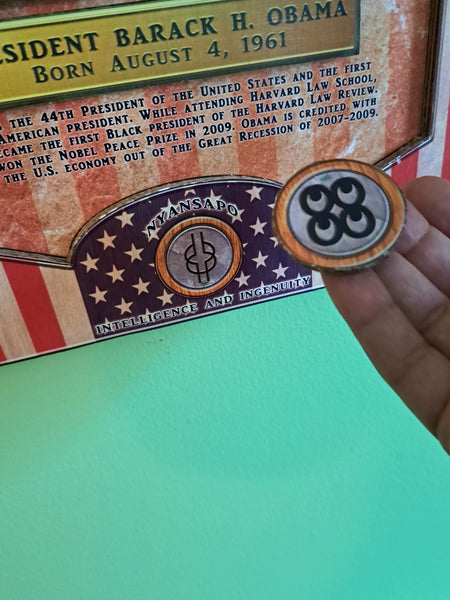 PRESIDENT BARACK H. OBAMA
BORN AUGUST 4, 1961
THE 44TH PRESIDENT OF THE UNITED STATES AND THE FIRST
AMERICAN PRESIDENT. WHILE ATTENDING HARVARD LAW SCHOOL,
BECAME THE FIRST BLACK PRESIDENT OF THE HARVARD LAW REVIEW.
WON THE NOBEL PEACE PRIZE IN 2009. OBAMA IS CREDITED WITH
THE U.S. ECONOMY OUT OF THE GREAT RECESSION OF 2007-2009.
NYANSAPO
INTELLIGENCE AND INGENUITY